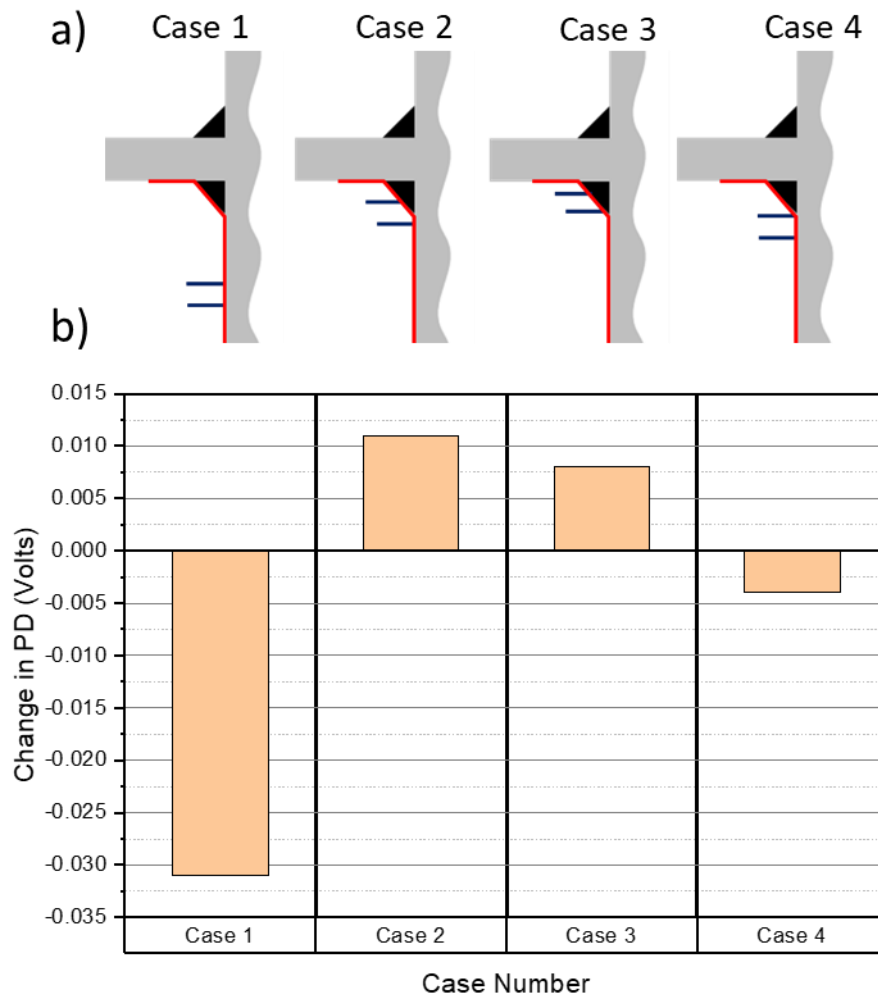 a) Case 1 Case 2 Case 3 Case 4
b)
0.015
0.010
0.005
0.000
-0.005
-0.010
-0.015
-0.020
-0.025
-0.030
-0.035
Change in PD (Volts)
Case 1 Case 2 Case 3 Case 4
Case Number